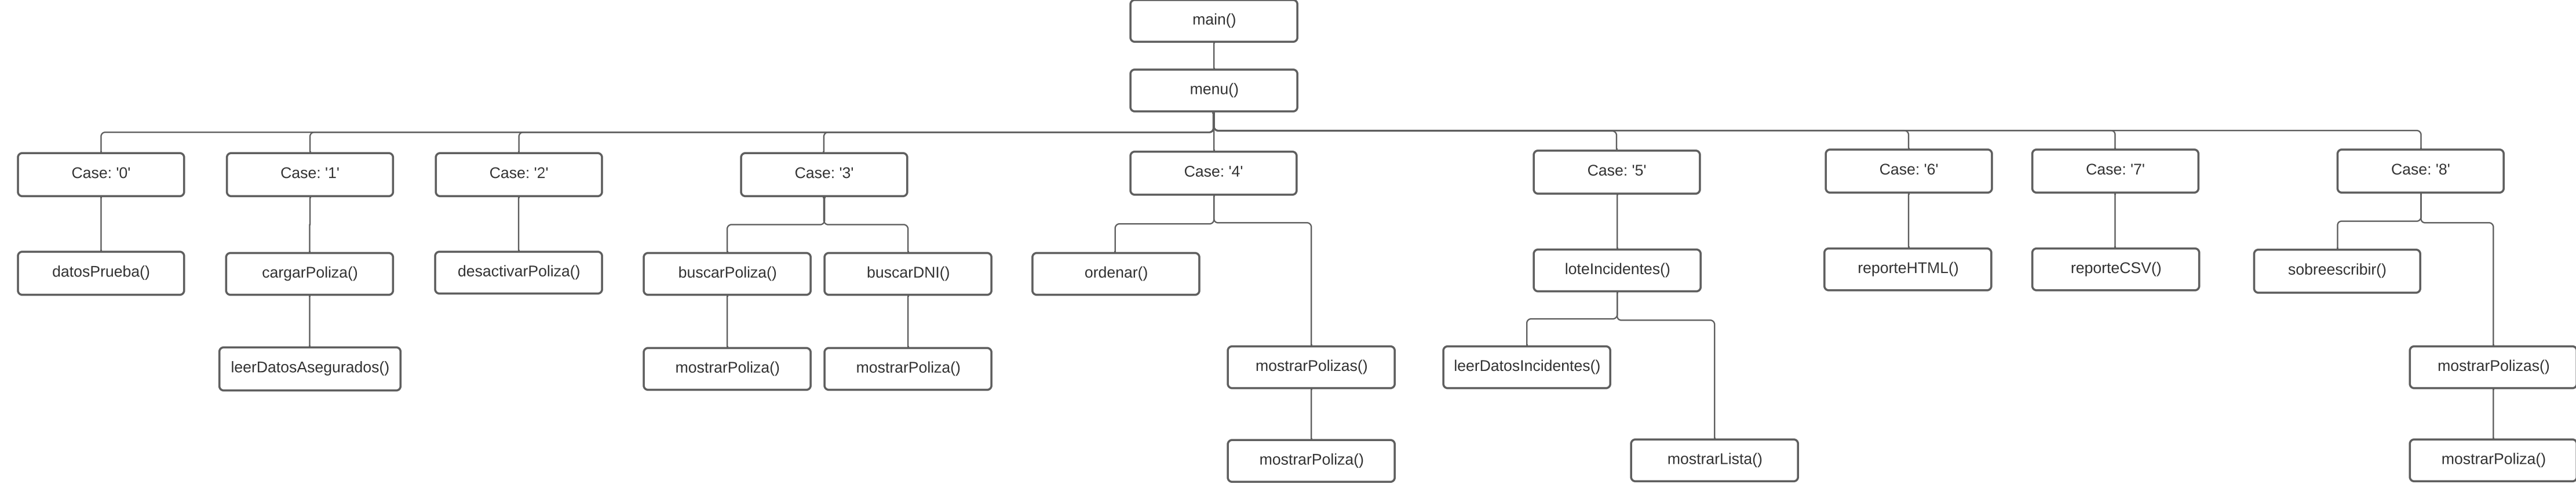 main()
menu()
Case: '0'
Case: '1'
Case: '2'
Case: '3'
Case: '4'
Case: '5'
Case: '6'
Case: '7'
Case: '8'
datosPrueba()
cargarPoliza()
desactivarPoliza()
buscarPoliza()
buscarDNI()
ordenar()
loteIncidentes()
reporteHTML()
reporteCSV()
sobreescribir()
leerDatosAsegurados()
mostrarPoliza()
mostrarPoliza()
mostrarPolizas()
leerDatosIncidentes()
mostrarPolizas()
mostrarPoliza()
mostrarLista()
mostrarPoliza()